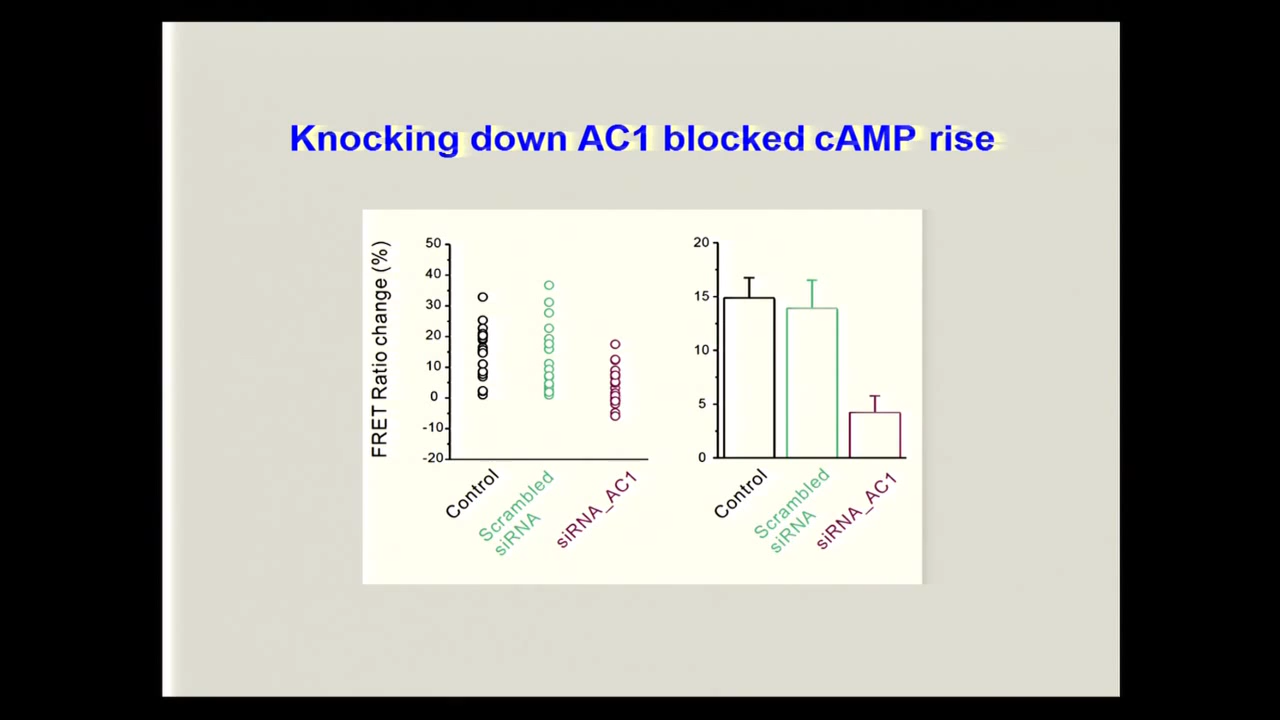 Knocking down AC1 blocked cAMP rise
FRET Ratio change (%)
50
40
30
20
10
0
-10
-20
Control
Scrambled
siRNA
siRNA_AC1
20
15
10
5
0
Control
Scrambled
siRNA
siRNA_AC1